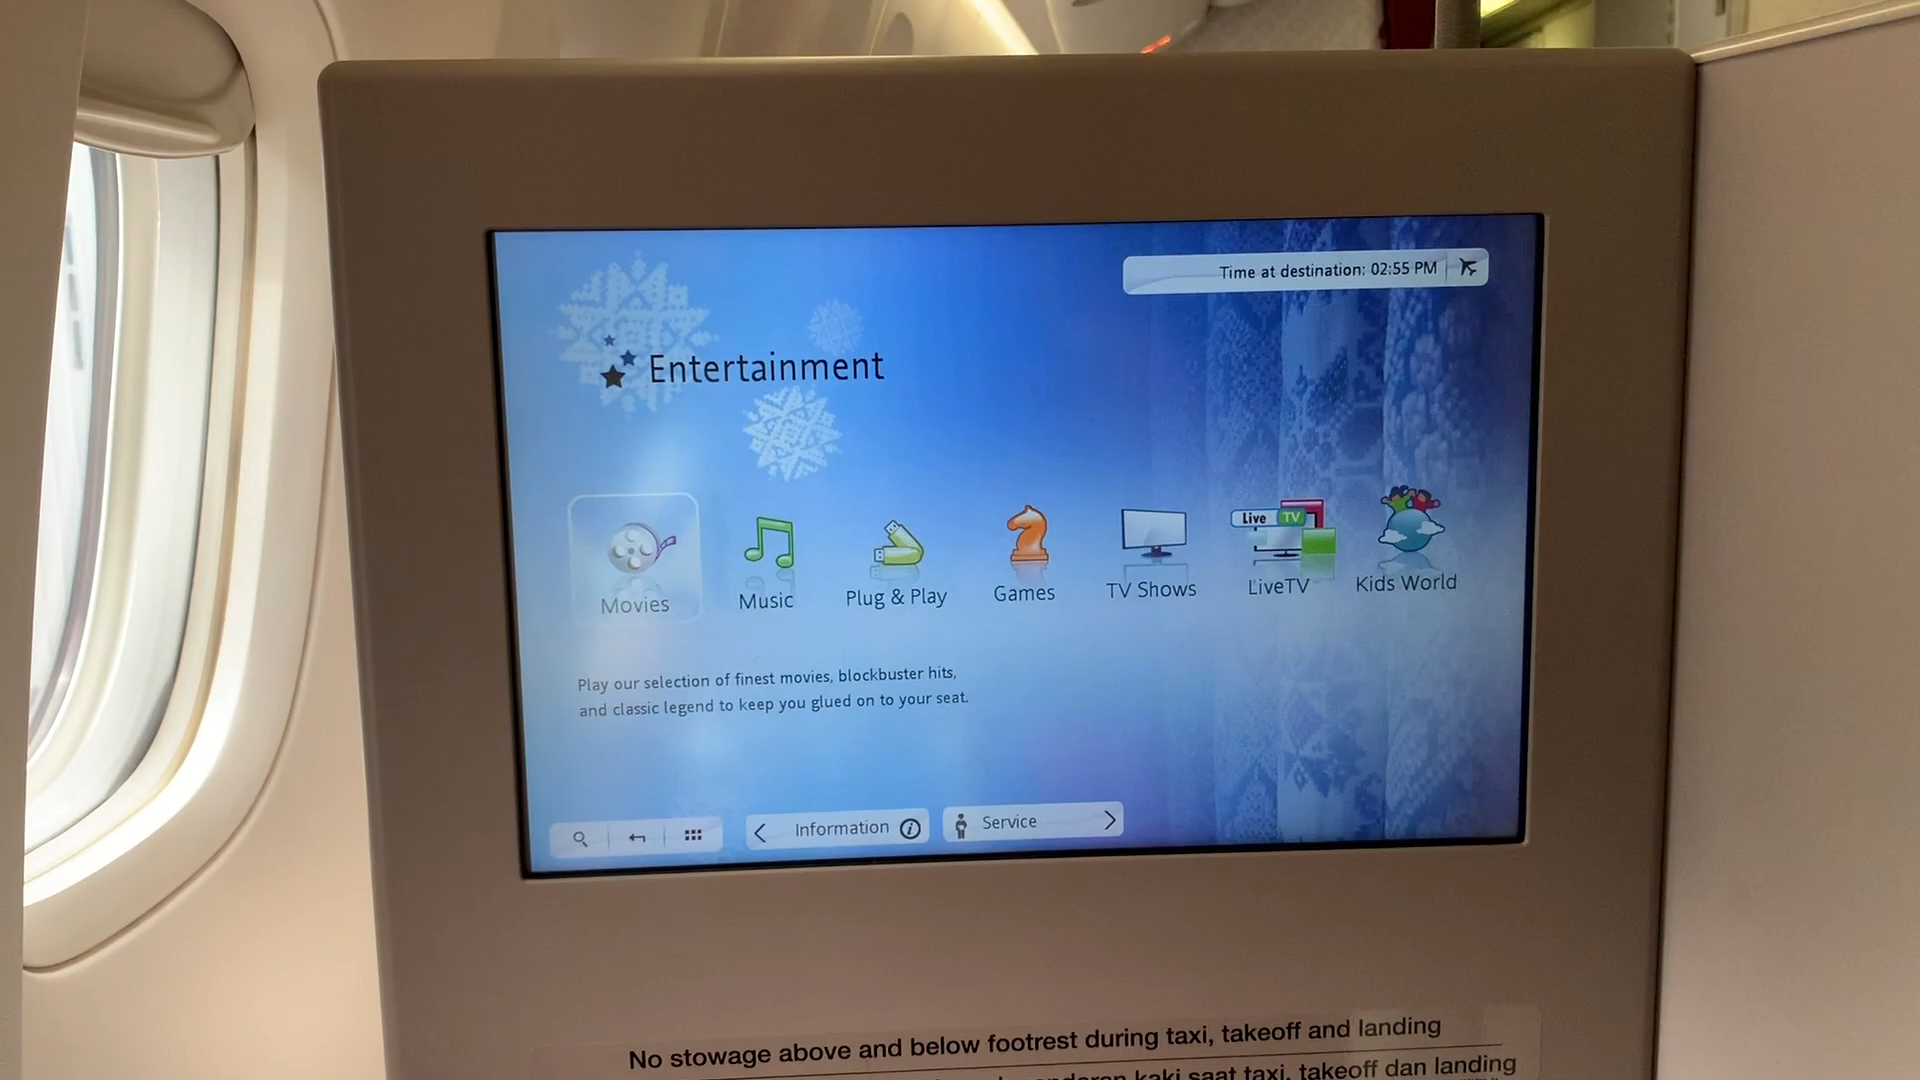 Time at destination: 02:55 PM
Entertainment
Live TV
Movies
Music
Plug & Play
Games
TV Shows
LiveTV
Kids World
Play our selection of finest movies, blockbuster hits,
and classic legend to keep you glued on to your seat.
Information
Service
No stowage above and below footrest during taxi, takeoff and landing
kaki saat taxi, takeoff dan landing